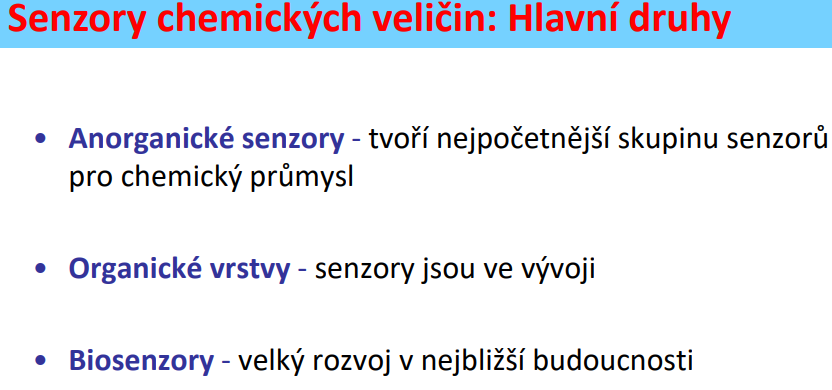 Senzory chemických veličin: Hlavní druhy
• Anorganické senzory - tvoří nejpočetnější skupinu senzorů
pro chemický průmysl
• Organické vrstvy - senzory jsou ve vývoji
• Biosenzory - velký rozvoj v nejbližší budoucnosti